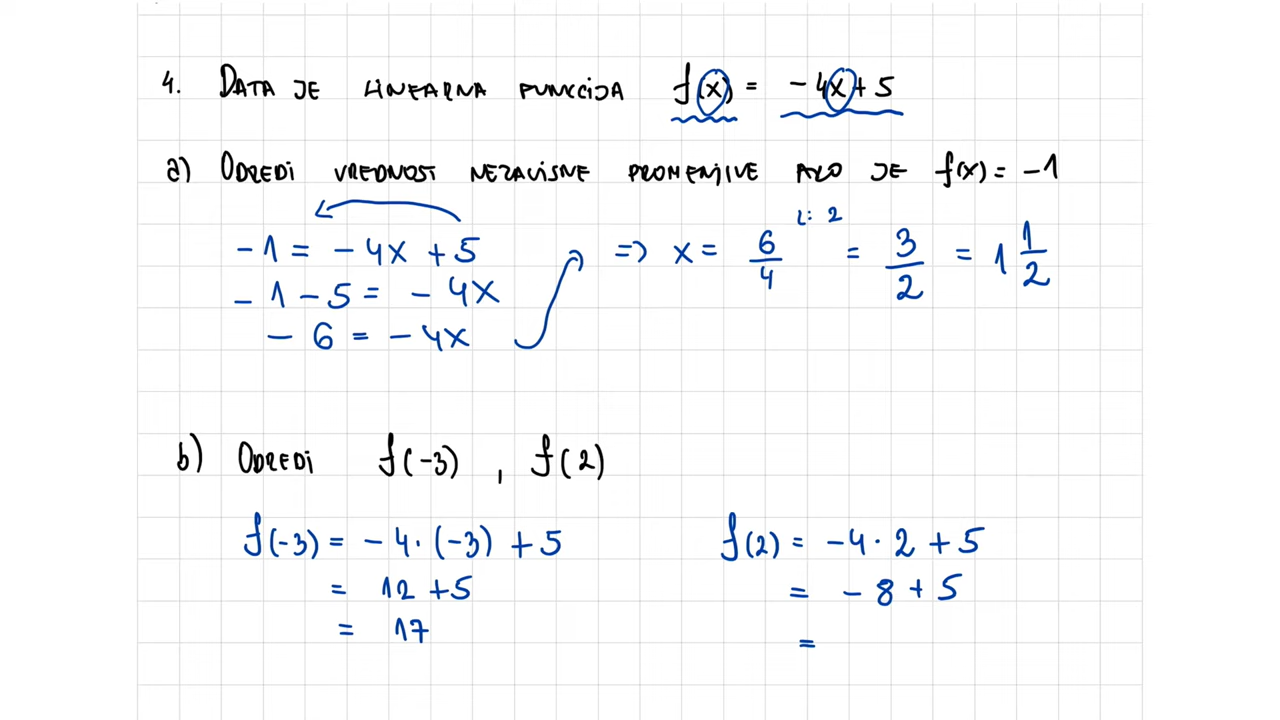 4. DATA JE LINEARNA FUNKCIJA f(x) = -4x+5
a) ODREDI VREDNOST NEZAVISNE PROMENJIVE AKO JE f(x) = -1
-1 = -4x +5 => x = 6/4 (: 2) = 3/2 = 1 1/2
-1 - 5 = -4x
-6 = -4x
b) ODREDI f(-3) , f(2)
f(-3) = -4·(-3) +5 f(2) = -4·2 +5
= 12 +5 = -8 +5
= 17 =